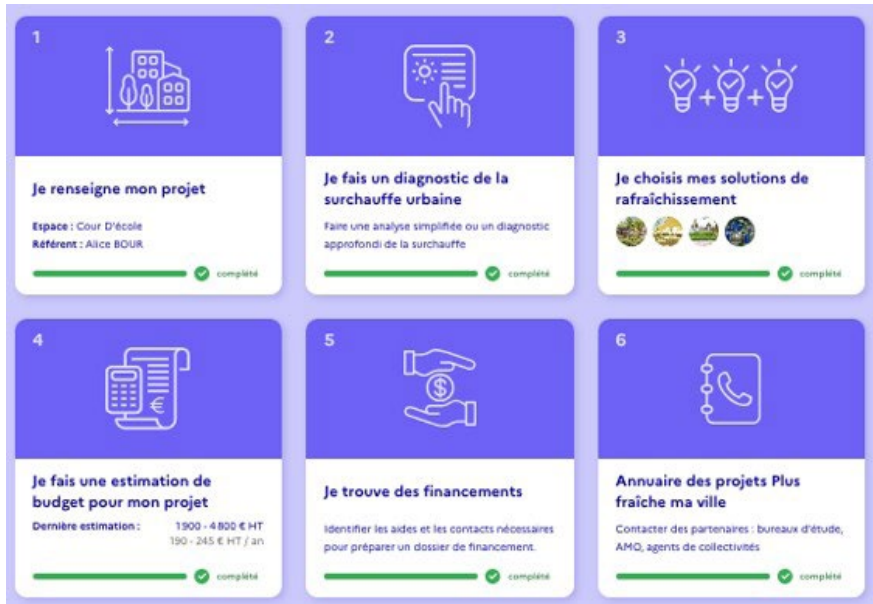 1
Je renseigne mon projet
Espace : Cour D'école
Référent : Alice BOUR
complété
2
Je fais un diagnostic de la
surchauffe urbaine
Faire une analyse simplifiée ou un diagnostic
approfondi de la surchauffe
complété
3
Je choisis mes solutions de
rafraîchissement
complété
4
€
Je fais une estimation de
budget pour mon projet
Dernière estimation : 1 900 - 4 800 € HT
190 - 245 € HT / an
complété
5
$
Je trouve des financements
Identifier les aides et les contacts nécessaires
pour préparer un dossier de financement.
complété
6
Annuaire des projets Plus
fraîche ma ville
Contacter des partenaires : bureaux d'étude,
AMO, agents de collectivités
complété